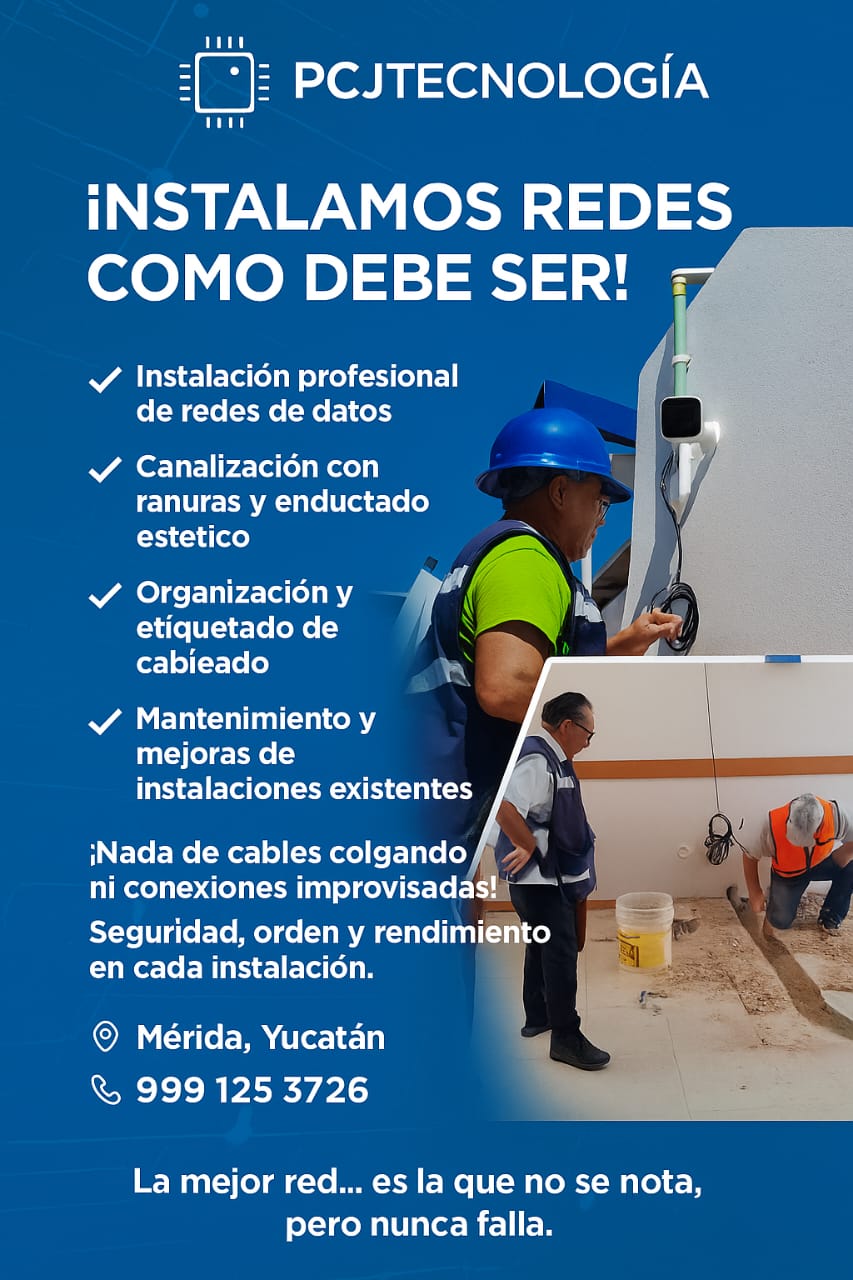 PCJTECNOLOGÍA
¡NSTALAMOS REDES
COMO DEBE SER!
Instalación profesional
de redes de datos
Canalización con
ranuras y enductado
estetico
Organización y
etíquetado de
cabíeado
Mantenimiento y
mejoras de
instalaciones existentes
¡Nada de cables colgando
ni conexiones improvisadas!
Seguridad, orden y rendimiento
en cada instalación.
Mérida, Yucatán
999 125 3726
La mejor red... es la que no se nota,
pero nunca falla.